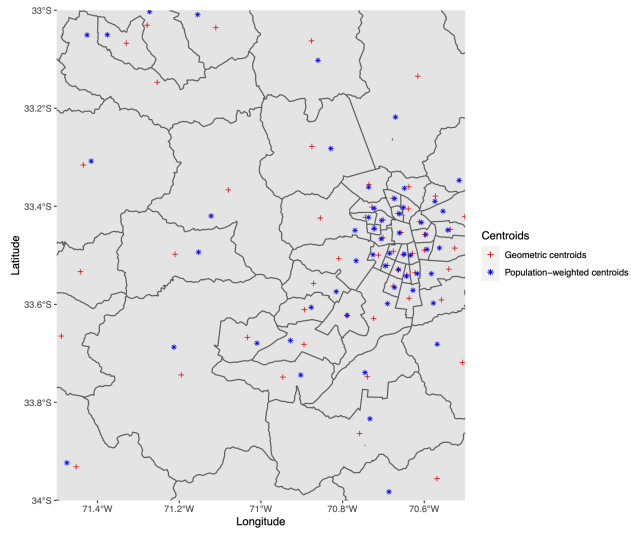 33°S
33.2°S
33.4°S
33.6°S
33.8°S
34°S
Latitude
71.4°W 71.2°W 71°W 70.8°W 70.6°W
Longitude
Centroids
Geometric centroids
Population−weighted centroids